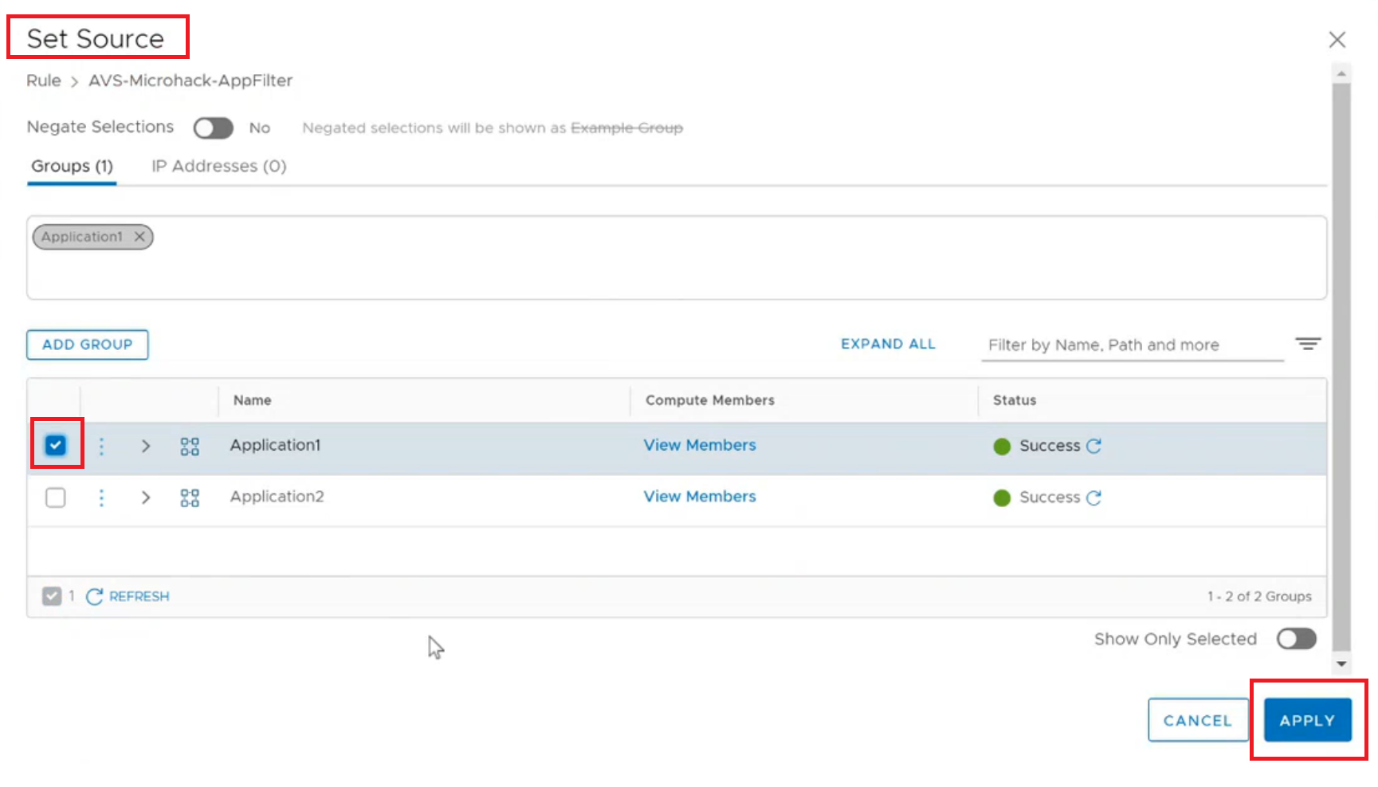 Set Source
Rule > AVS-Microhack-AppFilter
Negate Selections No Negated selections will be shown as Example Group
Groups (1) IP Addresses (0)
Application1 ×
ADD GROUP EXPAND ALL Filter by Name, Path and more
Name Compute Members Status
Application1 View Members Success
Application2 View Members Success
1 REFRESH 1 - 2 of 2 Groups
Show Only Selected
CANCEL APPLY